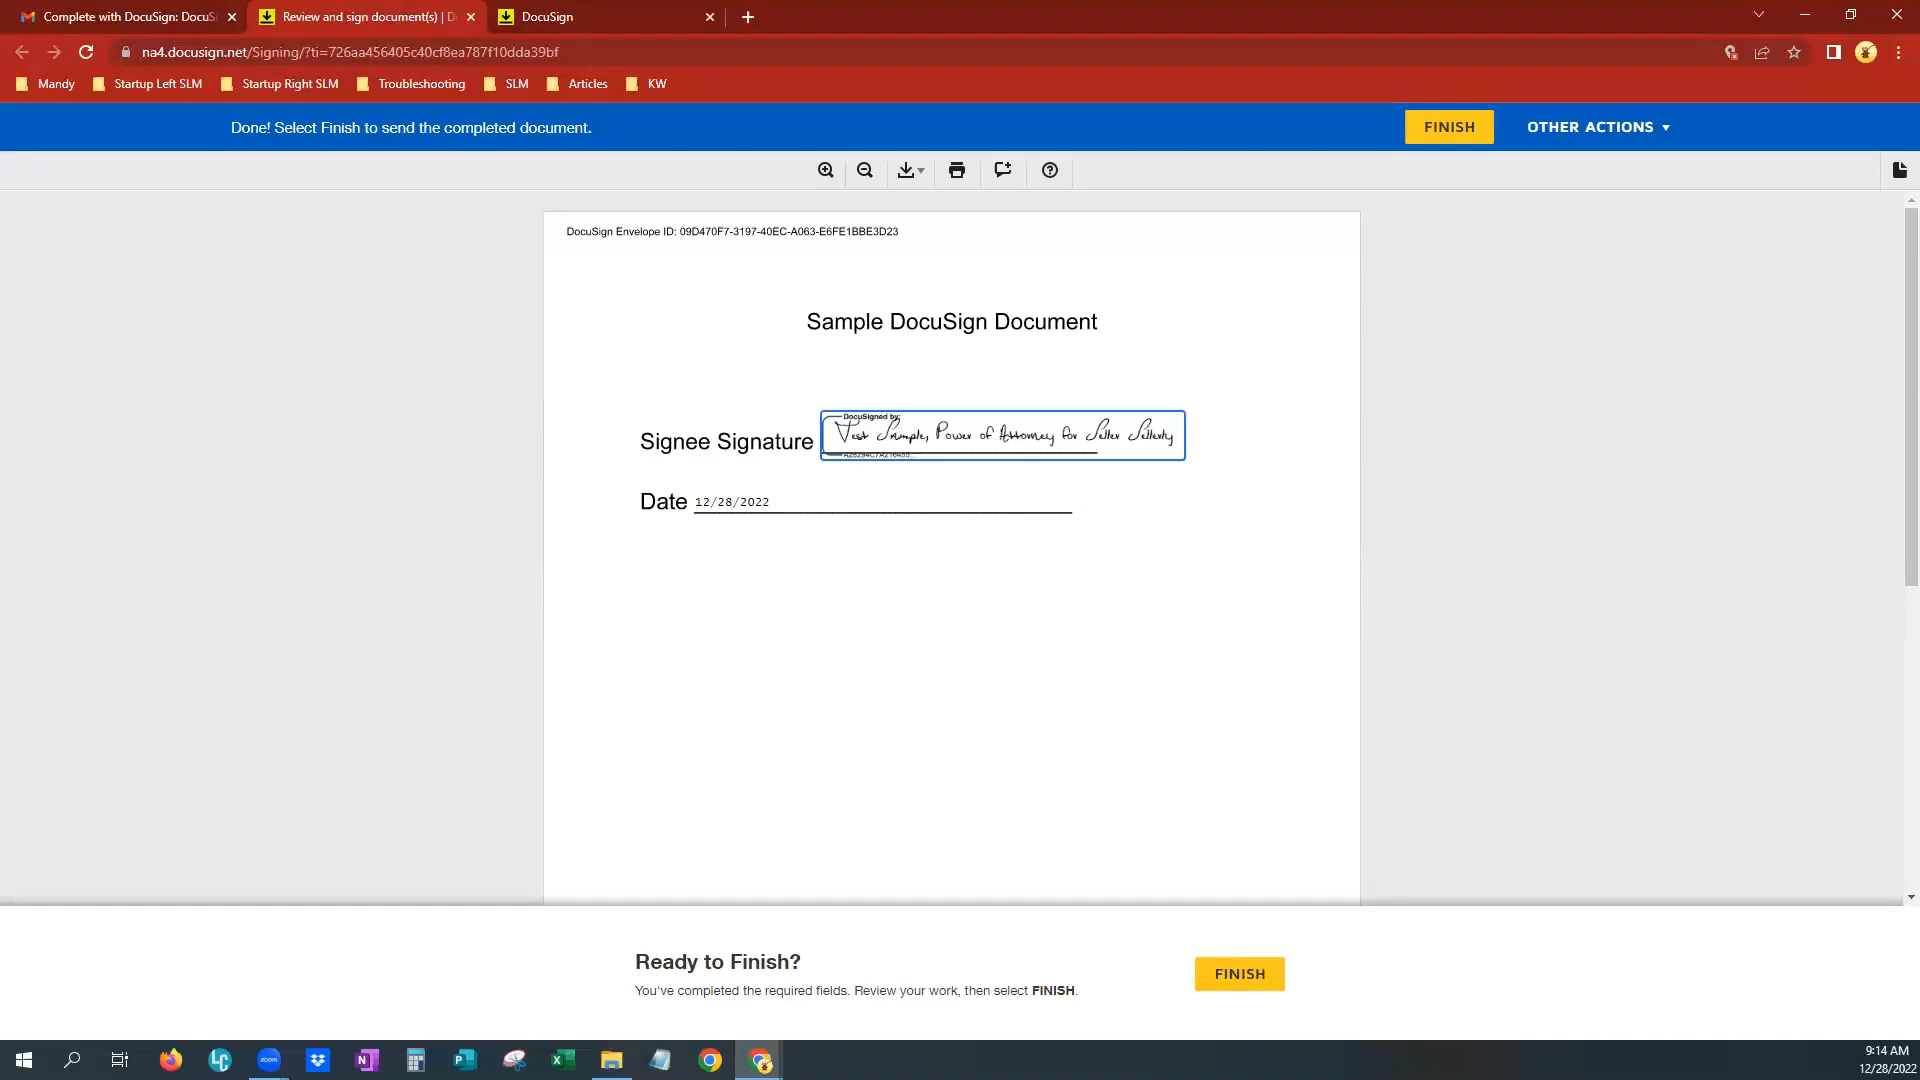 Complete with DocuSign: DocuS
Review and sign document(s) | D
DocuSign
na4.docusign.net/Signing/?ti=726aa456405c40cf8ea787f10dda39bf
Mandy
Startup Left SLM
Startup Right SLM
Troubleshooting
SLM
Articles
KW
Done! Select Finish to send the completed document.
FINISH
OTHER ACTIONS
DocuSign Envelope ID: 09D470F7-3197-40EC-A063-E6FE1BBE3D23
Sample DocuSign Document
DocuSigned by:
Signee Signature Test Sample, Power of Attorney for Seller Sellerly
Date 12/28/2022
Ready to Finish?
You've completed the required fields. Review your work, then select FINISH.
FINISH
LC
zoom
N
P
X
9:14 AM
12/28/2022